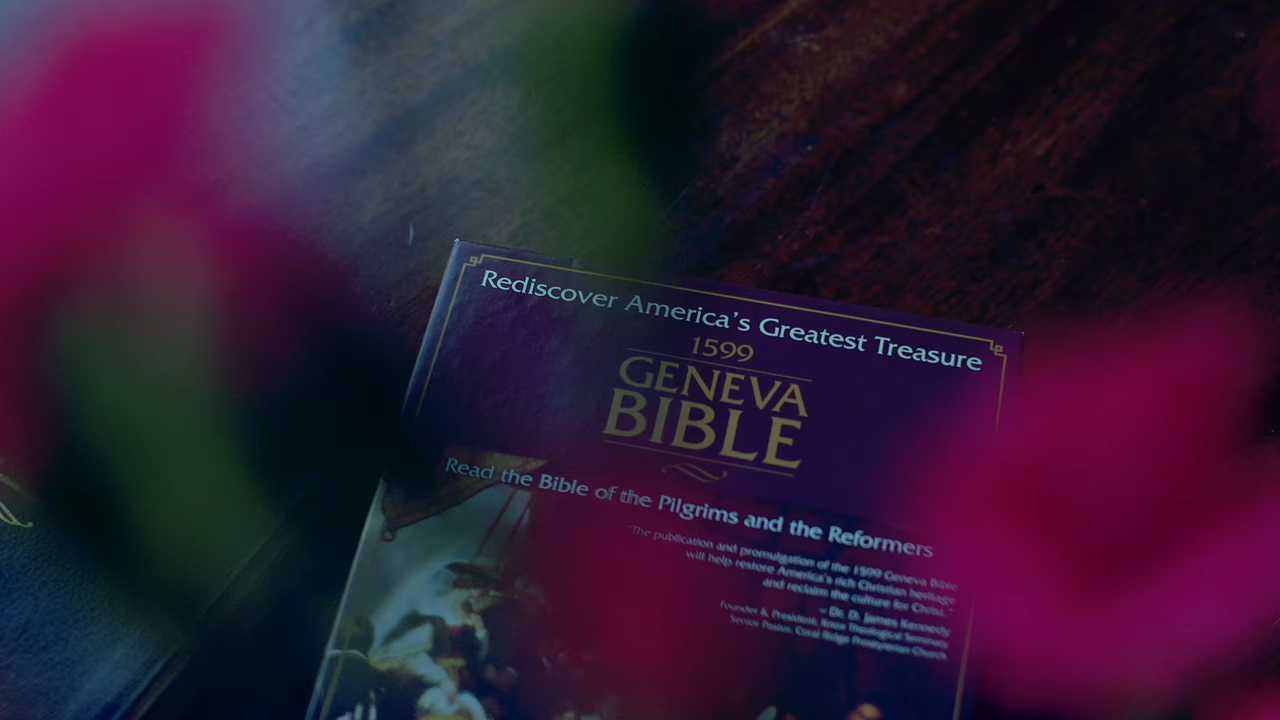 Rediscover America's Greatest Treasure
1599
GENEVA
BIBLE
Read the Bible of the Pilgrims and the Reformers
"The publication and promulgation of the 1599 Geneva Bible
will help restore America's rich Christian heritage
and reclaim the culture for Christ."
– Dr. D. James Kennedy
Founder & President, Knox Theological Seminary
Senior Pastor, Coral Ridge Presbyterian Church